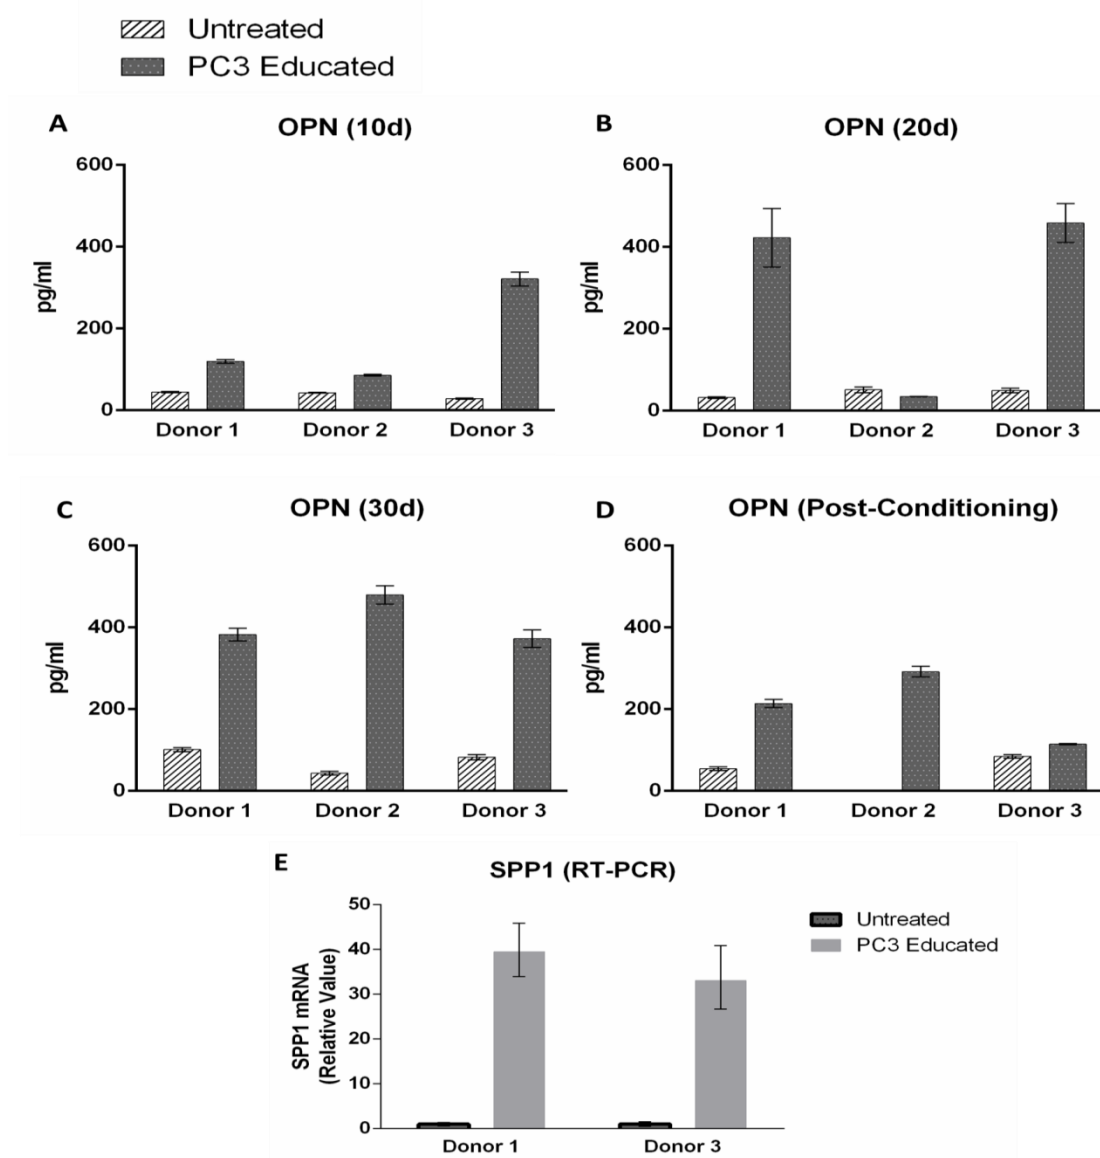 Untreated
PC3 Educated
A
OPN (10d)
600
400
200
0
pg/ml
Donor 1 Donor 2 Donor 3
B
OPN (20d)
600
400
200
0
pg/ml
Donor 1 Donor 2 Donor 3
C
OPN (30d)
600
400
200
0
pg/ml
Donor 1 Donor 2 Donor 3
D
OPN (Post-Conditioning)
600
400
200
0
pg/ml
Donor 1 Donor 2 Donor 3
E
SPP1 (RT-PCR)
50
40
30
20
10
0
SPP1 mRNA
(Relative Value)
Donor 1 Donor 3
Untreated
PC3 Educated